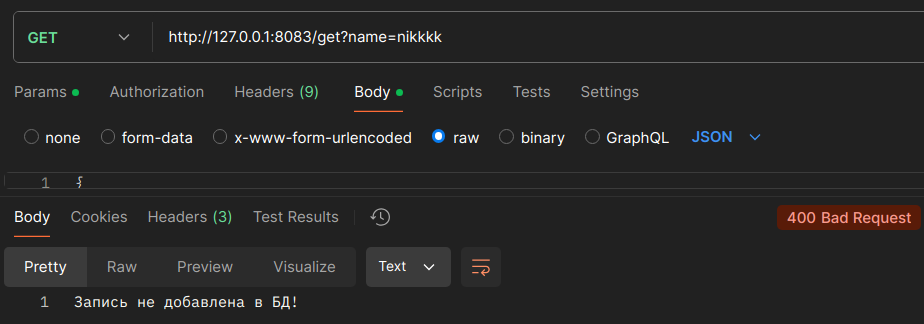 GET http://127.0.0.1:8083/get?name=nikkkk
Params Authorization Headers (9) Body Scripts Tests Settings
none form-data x-www-form-urlencoded raw binary GraphQL JSON
1 {
Body Cookies Headers (3) Test Results 400 Bad Request
Pretty Raw Preview Visualize Text
1 Запись не добавлена в БД!